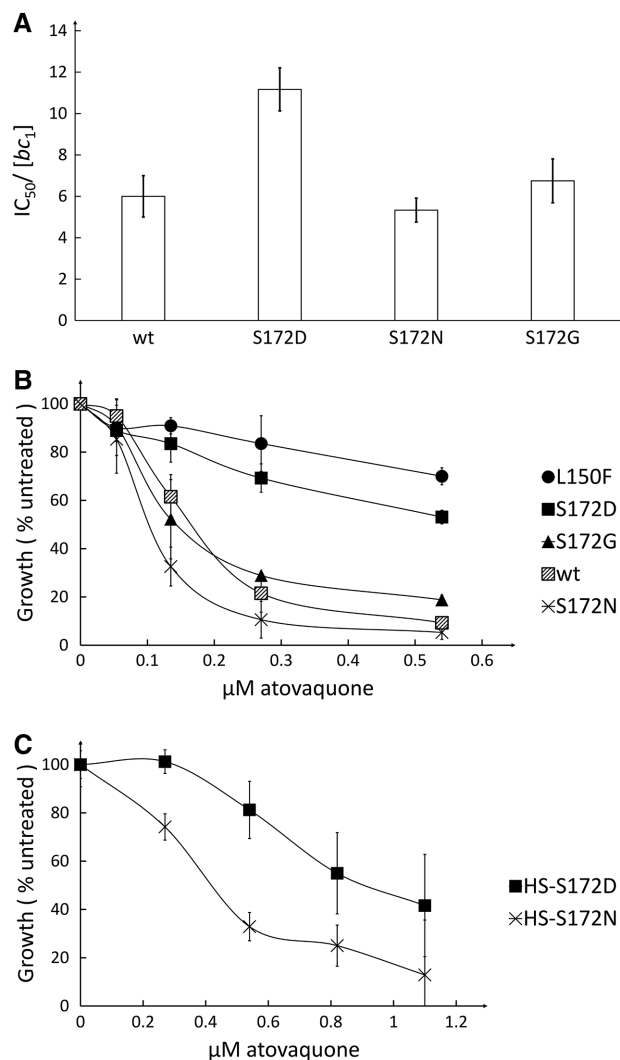 A
14
12
10
8
6
4
2
0
IC50/ [bc1]
wt
S172D
S172N
S172G
B
100
80
60
40
20
0
Growth ( % untreated )
0
0.1
0.2
0.3
0.4
0.5
0.6
μM atovaquone
L150F
S172D
S172G
wt
S172N
C
100
80
60
40
20
0
Growth ( % untreated )
0
0.2
0.4
0.6
0.8
1
1.2
μM atovaquone
HS-S172D
HS-S172N